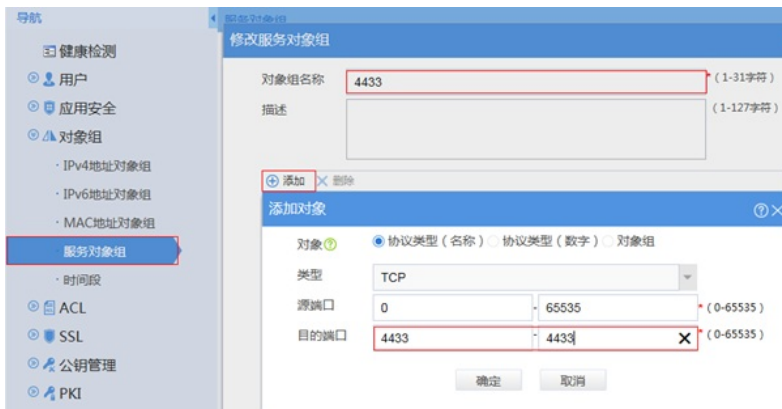 导航
健康检测
用户
应用安全
对象组
·IPv4地址对象组
·IPv6地址对象组
·MAC地址对象组
服务对象组
·时间段
ACL
SSL
公钥管理
PKI
服务对象组
修改服务对象组
对象组名称 4433 * (1-31字符)
描述 (1-127字符)
添加 删除
添加对象
对象 协议类型(名称) 协议类型(数字) 对象组
类型 TCP
源端口 0 - 65535 * (0-65535)
目的端口 4433 - 4433 * (0-65535)
确定 取消